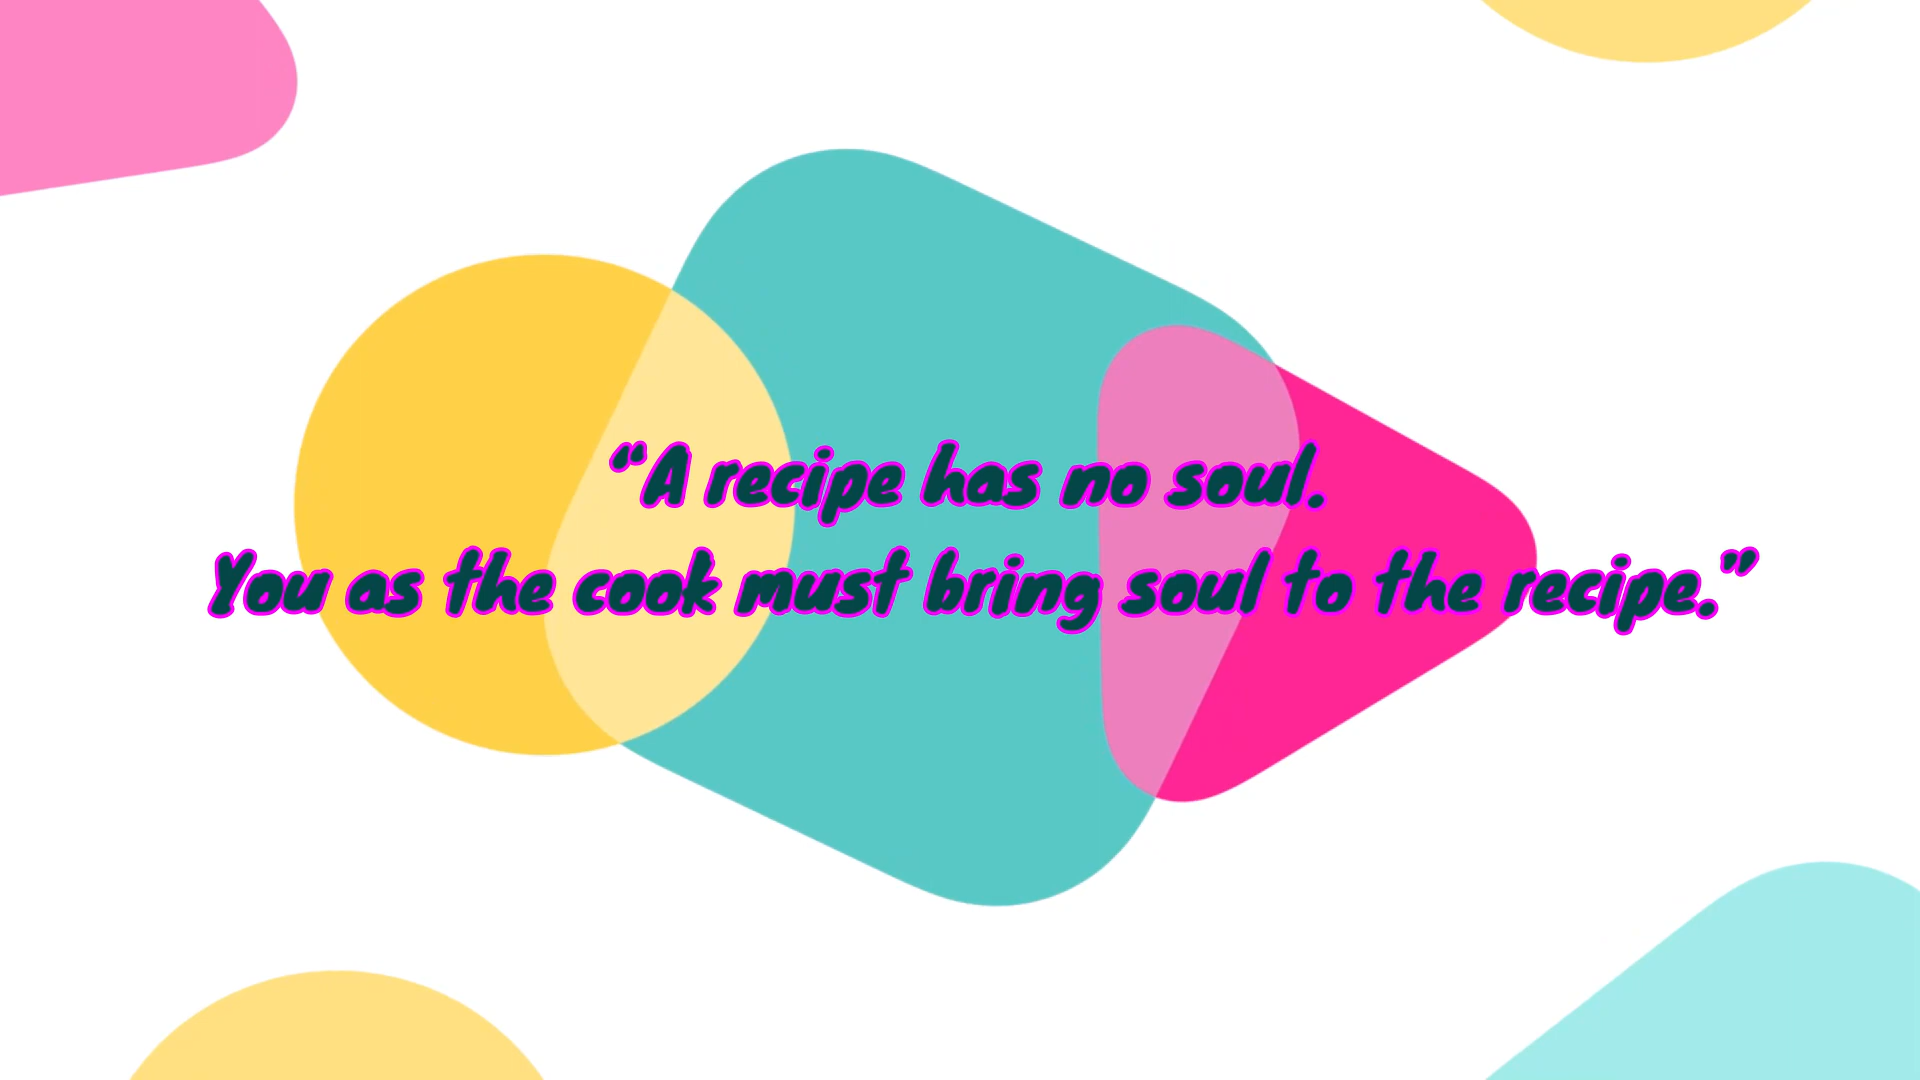 “A recipe has no soul.
You as the cook must bring soul to the recipe.”